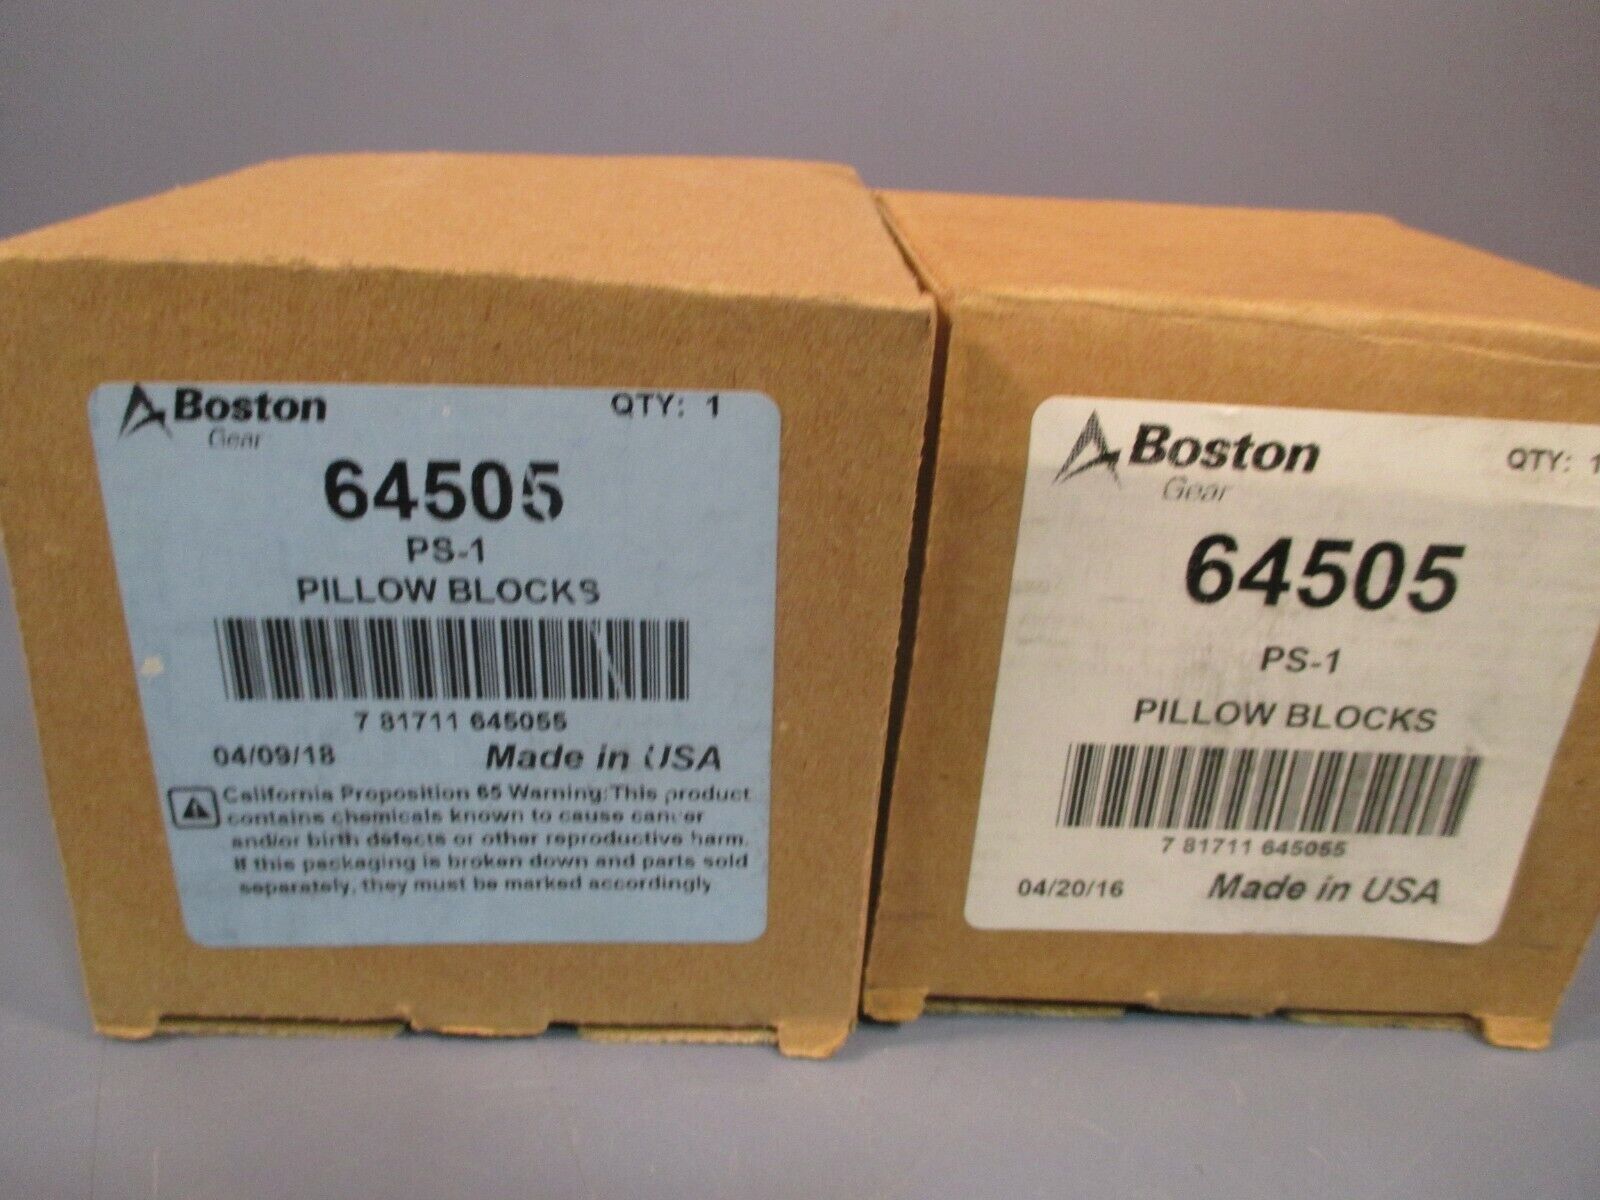 Boston
Gear
QTY: 1
64505
PS-1
PILLOW BLOCKS
7 81711 645055
04/09/18 Made in USA
California Proposition 65 Warning:This product
contains chemicals known to cause cancer
and/or birth defects or other reproductive harm.
If this packaging is broken down and parts sold
separately, they must be marked accordingly
Boston
Gear
QTY: 1
64505
PS-1
PILLOW BLOCKS
7 81711 645055
04/20/16 Made in USA